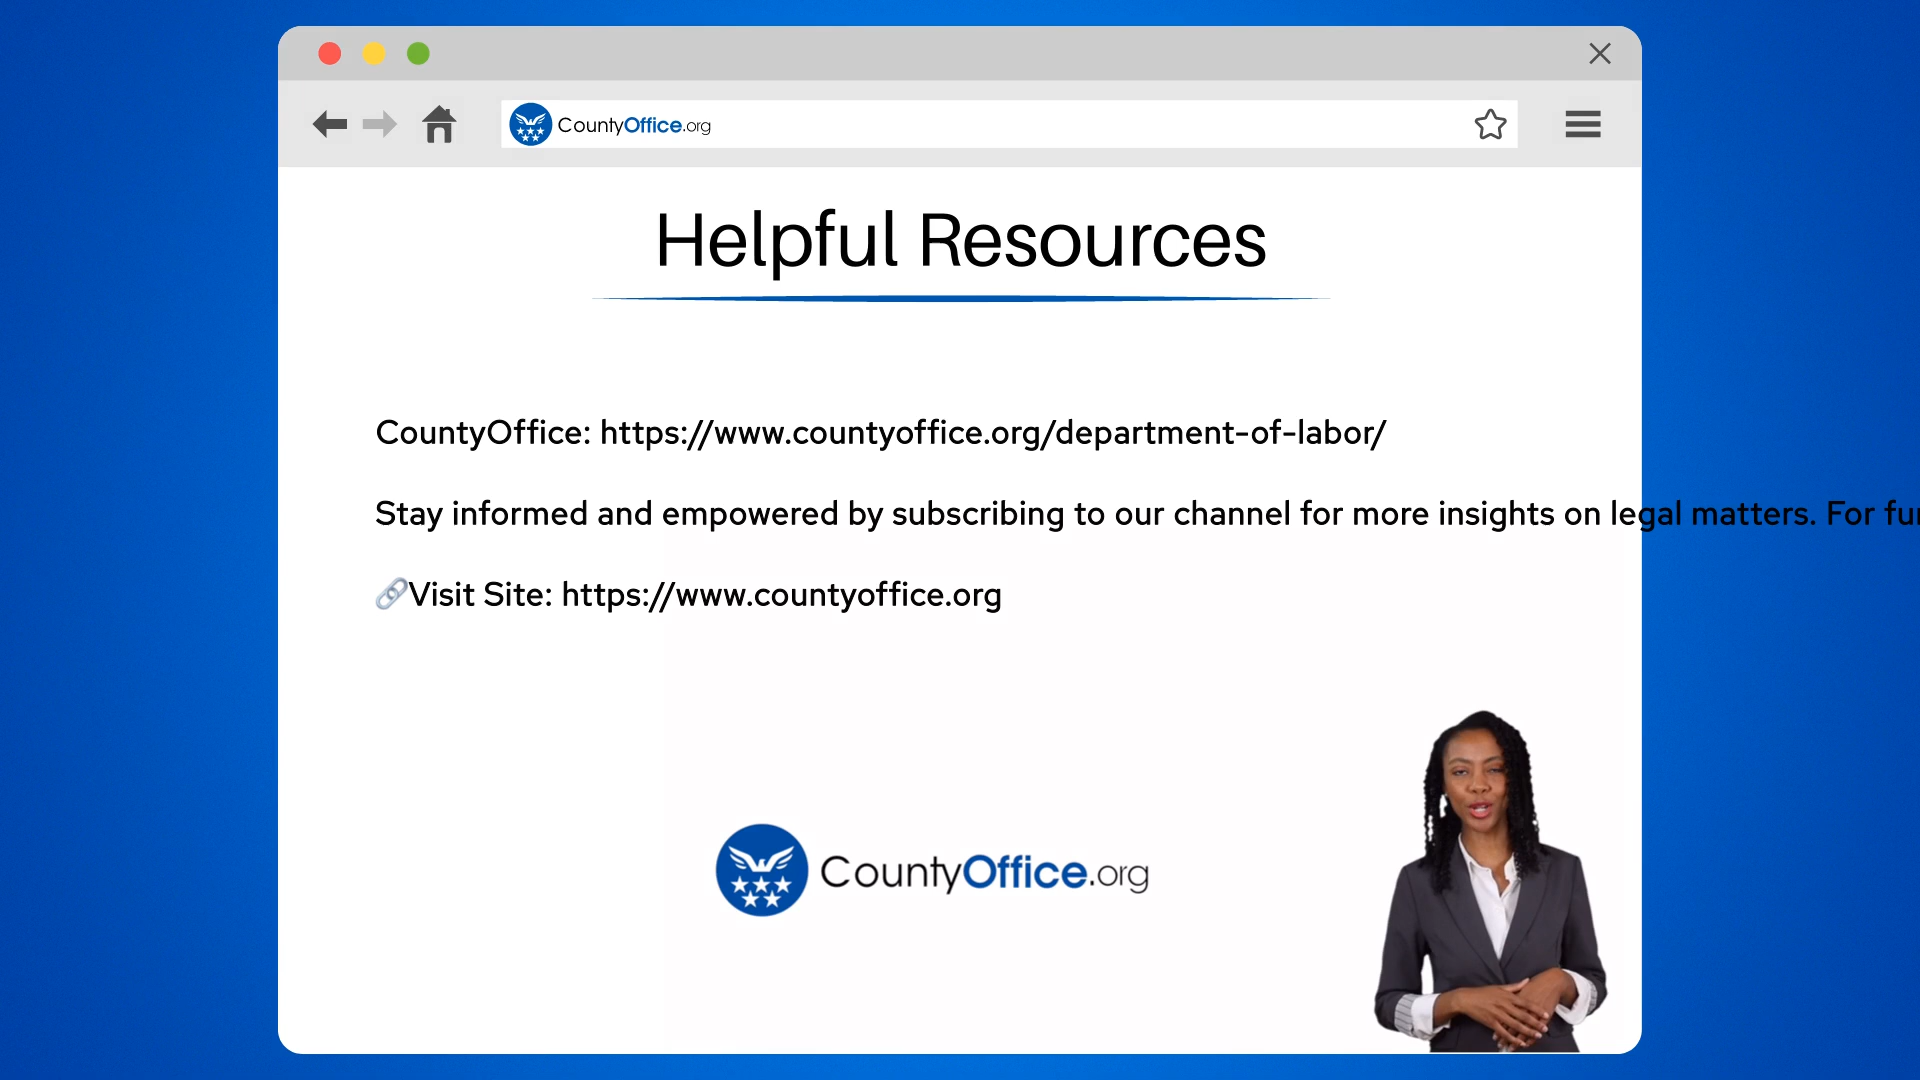 CountyOffice.org
Helpful Resources
CountyOffice: https://www.countyoffice.org/department-of-labor/
Stay informed and empowered by subscribing to our channel for more insights on legal matters. For
🔗Visit Site: https://www.countyoffice.org
CountyOffice.org